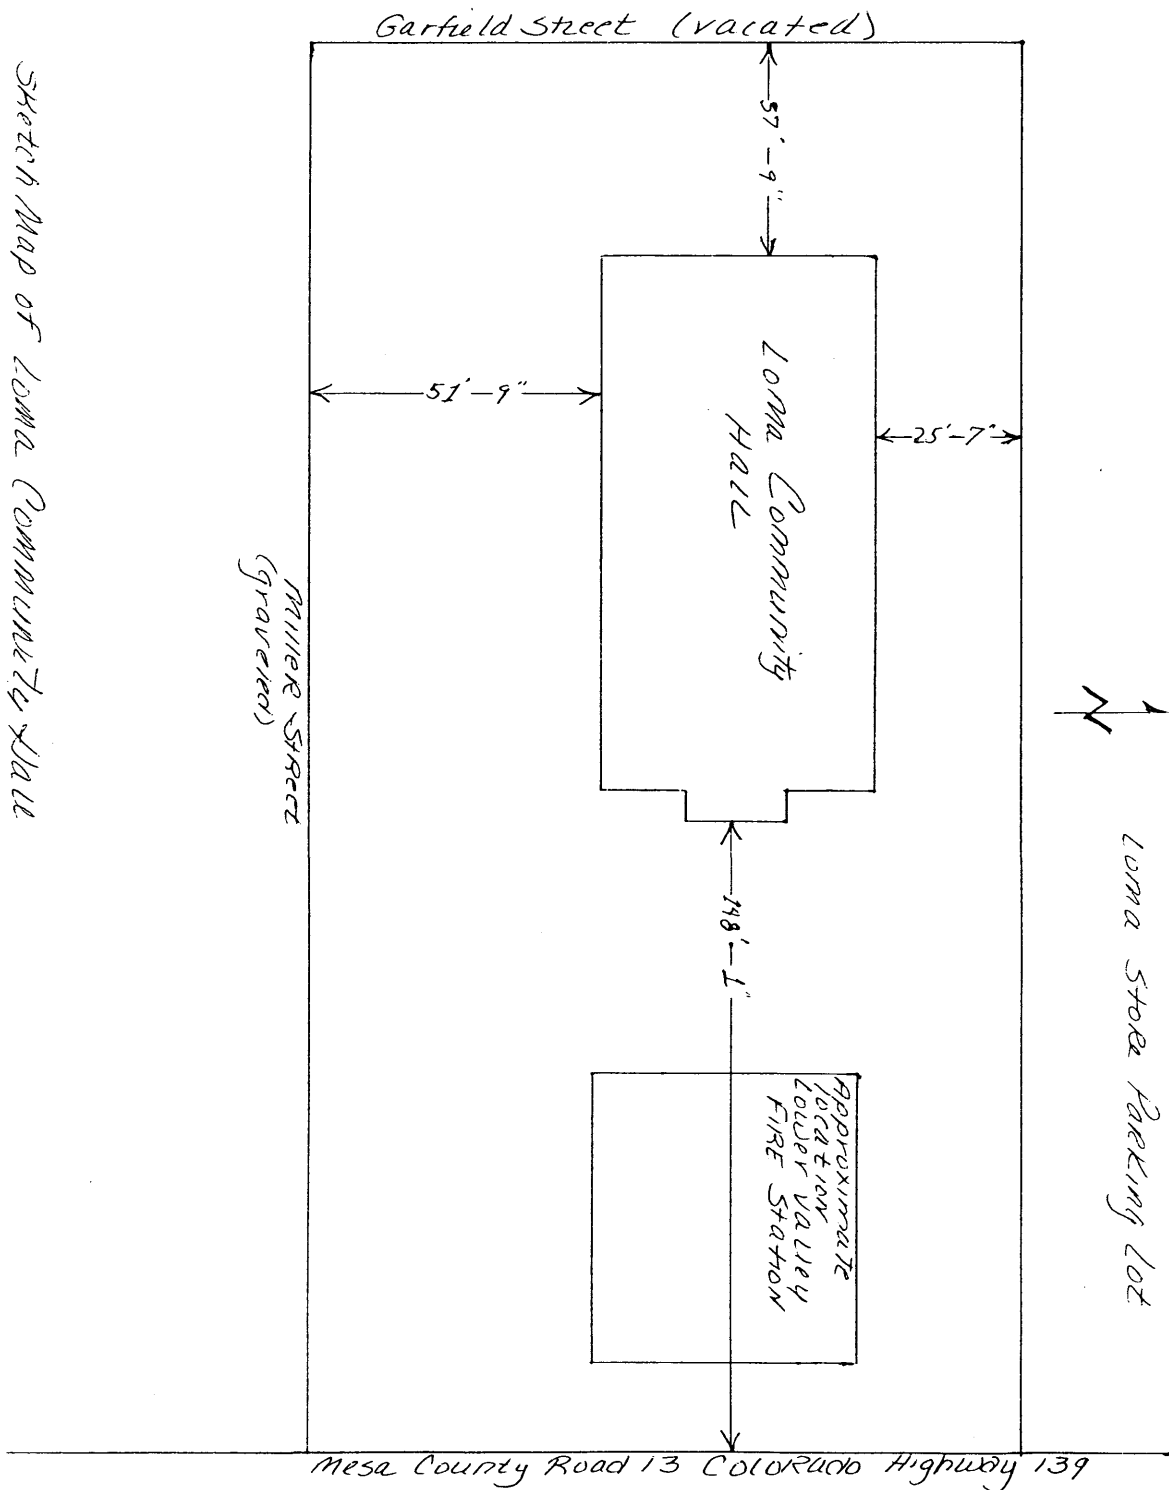 Garfield Street (vacated)
37'-9"
51'-9"
Loma Community
Hall
25'-7"
Miller Street
(graveled)
N
148'-1"
Loma Store Parking Lot
Approximate
location
Lower Valley
FIRE Station
Mesa County Road 13 Colorado Highway 139
Sketch Map of Loma Community Hall